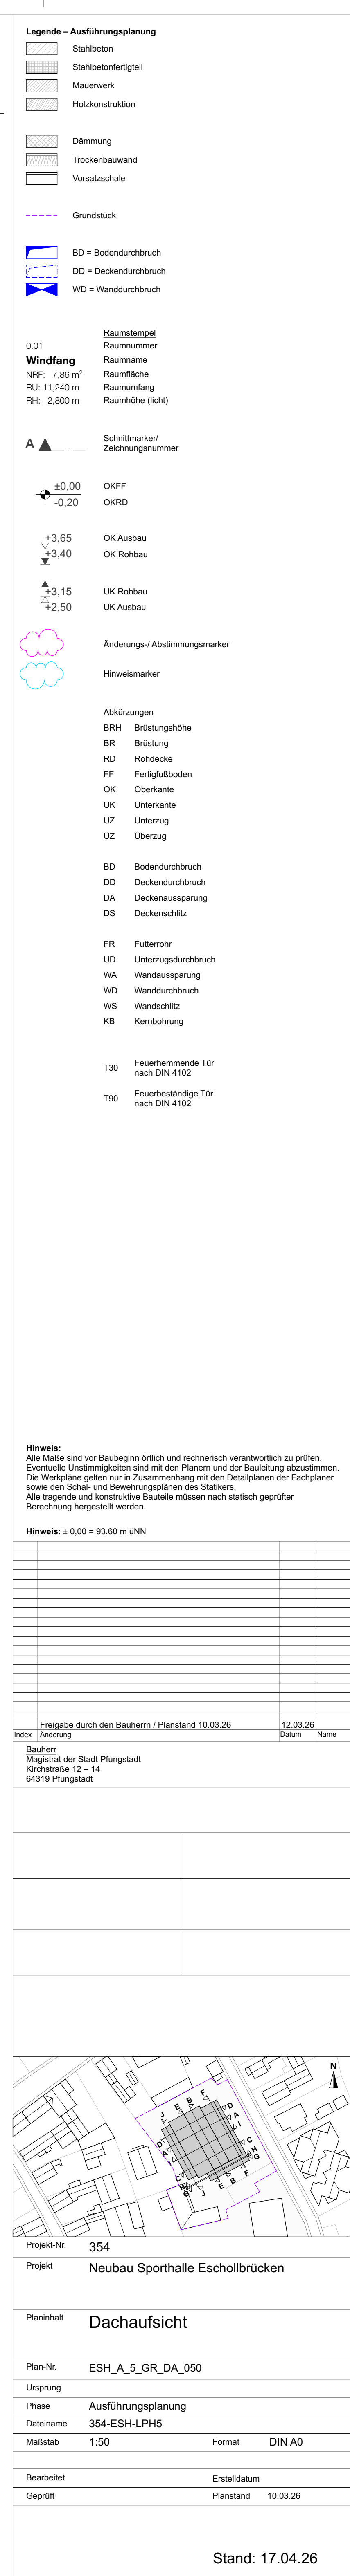 Legende – Ausführungsplanung
Stahlbeton
Stahlbetonfertigteil
Mauerwerk
Holzkonstruktion
Dämmung
Trockenbauwand
Vorsatzschale
Grundstück
BD = Bodendurchbruch
DD = Deckendurchbruch
WD = Wanddurchbruch
Raumstempel
0.01 Raumnummer
Windfang Raumname
NRF: 7,86 m² Raumfläche
RU: 11,240 m Raumumfang
RH: 2,800 m Raumhöhe (licht)
A Schnittmarker/
Zeichnungsnummer
±0,00 OKFF
-0,20 OKRD
+3,65 OK Ausbau
+3,40 OK Rohbau
+3,15 UK Rohbau
+2,50 UK Ausbau
Änderungs-/ Abstimmungsmarker
Hinweismarker
Abkürzungen
BRH Brüstungshöhe
BR Brüstung
RD Rohdecke
FF Fertigfußboden
OK Oberkante
UK Unterkante
UZ Unterzug
ÜZ Überzug
BD Bodendurchbruch
DD Deckendurchbruch
DA Deckenaussparung
DS Deckenschlitz
FR Futterrohr
UD Unterzugsdurchbruch
WA Wandaussparung
WD Wanddurchbruch
WS Wandschlitz
KB Kernbohrung
T30 Feuerhemmende Tür
nach DIN 4102
T90 Feuerbeständige Tür
nach DIN 4102
Hinweis:
Alle Maße sind vor Baubeginn örtlich und rechnerisch verantwortlich zu prüfen.
Eventuelle Unstimmigkeiten sind mit den Planern und der Bauleitung abzustimmen.
Die Werkpläne gelten nur in Zusammenhang mit den Detailplänen der Fachplaner
sowie den Schal- und Bewehrungsplänen des Statikers.
Alle tragende und konstruktive Bauteile müssen nach statisch geprüfter
Berechnung hergestellt werden.
Hinweis: ± 0,00 = 93.60 m üNN
Freigabe durch den Bauherrn / Planstand 10.03.26 12.03.26
Index Änderung Datum Name
Bauherr
Magistrat der Stadt Pfungstadt
Kirchstraße 12 – 14
64319 Pfungstadt
N
J E B F
D A I
C H G
D A I
C H G
J E B F
Projekt-Nr. 354
Projekt Neubau Sporthalle Eschollbrücken
Planinhalt Dachaufsicht
Plan-Nr. ESH_A_5_GR_DA_050
Ursprung
Phase Ausführungsplanung
Dateiname 354-ESH-LPH5
Maßstab 1:50 Format DIN A0
Bearbeitet Erstelldatum
Geprüft Planstand 10.03.26
Stand: 17.04.26